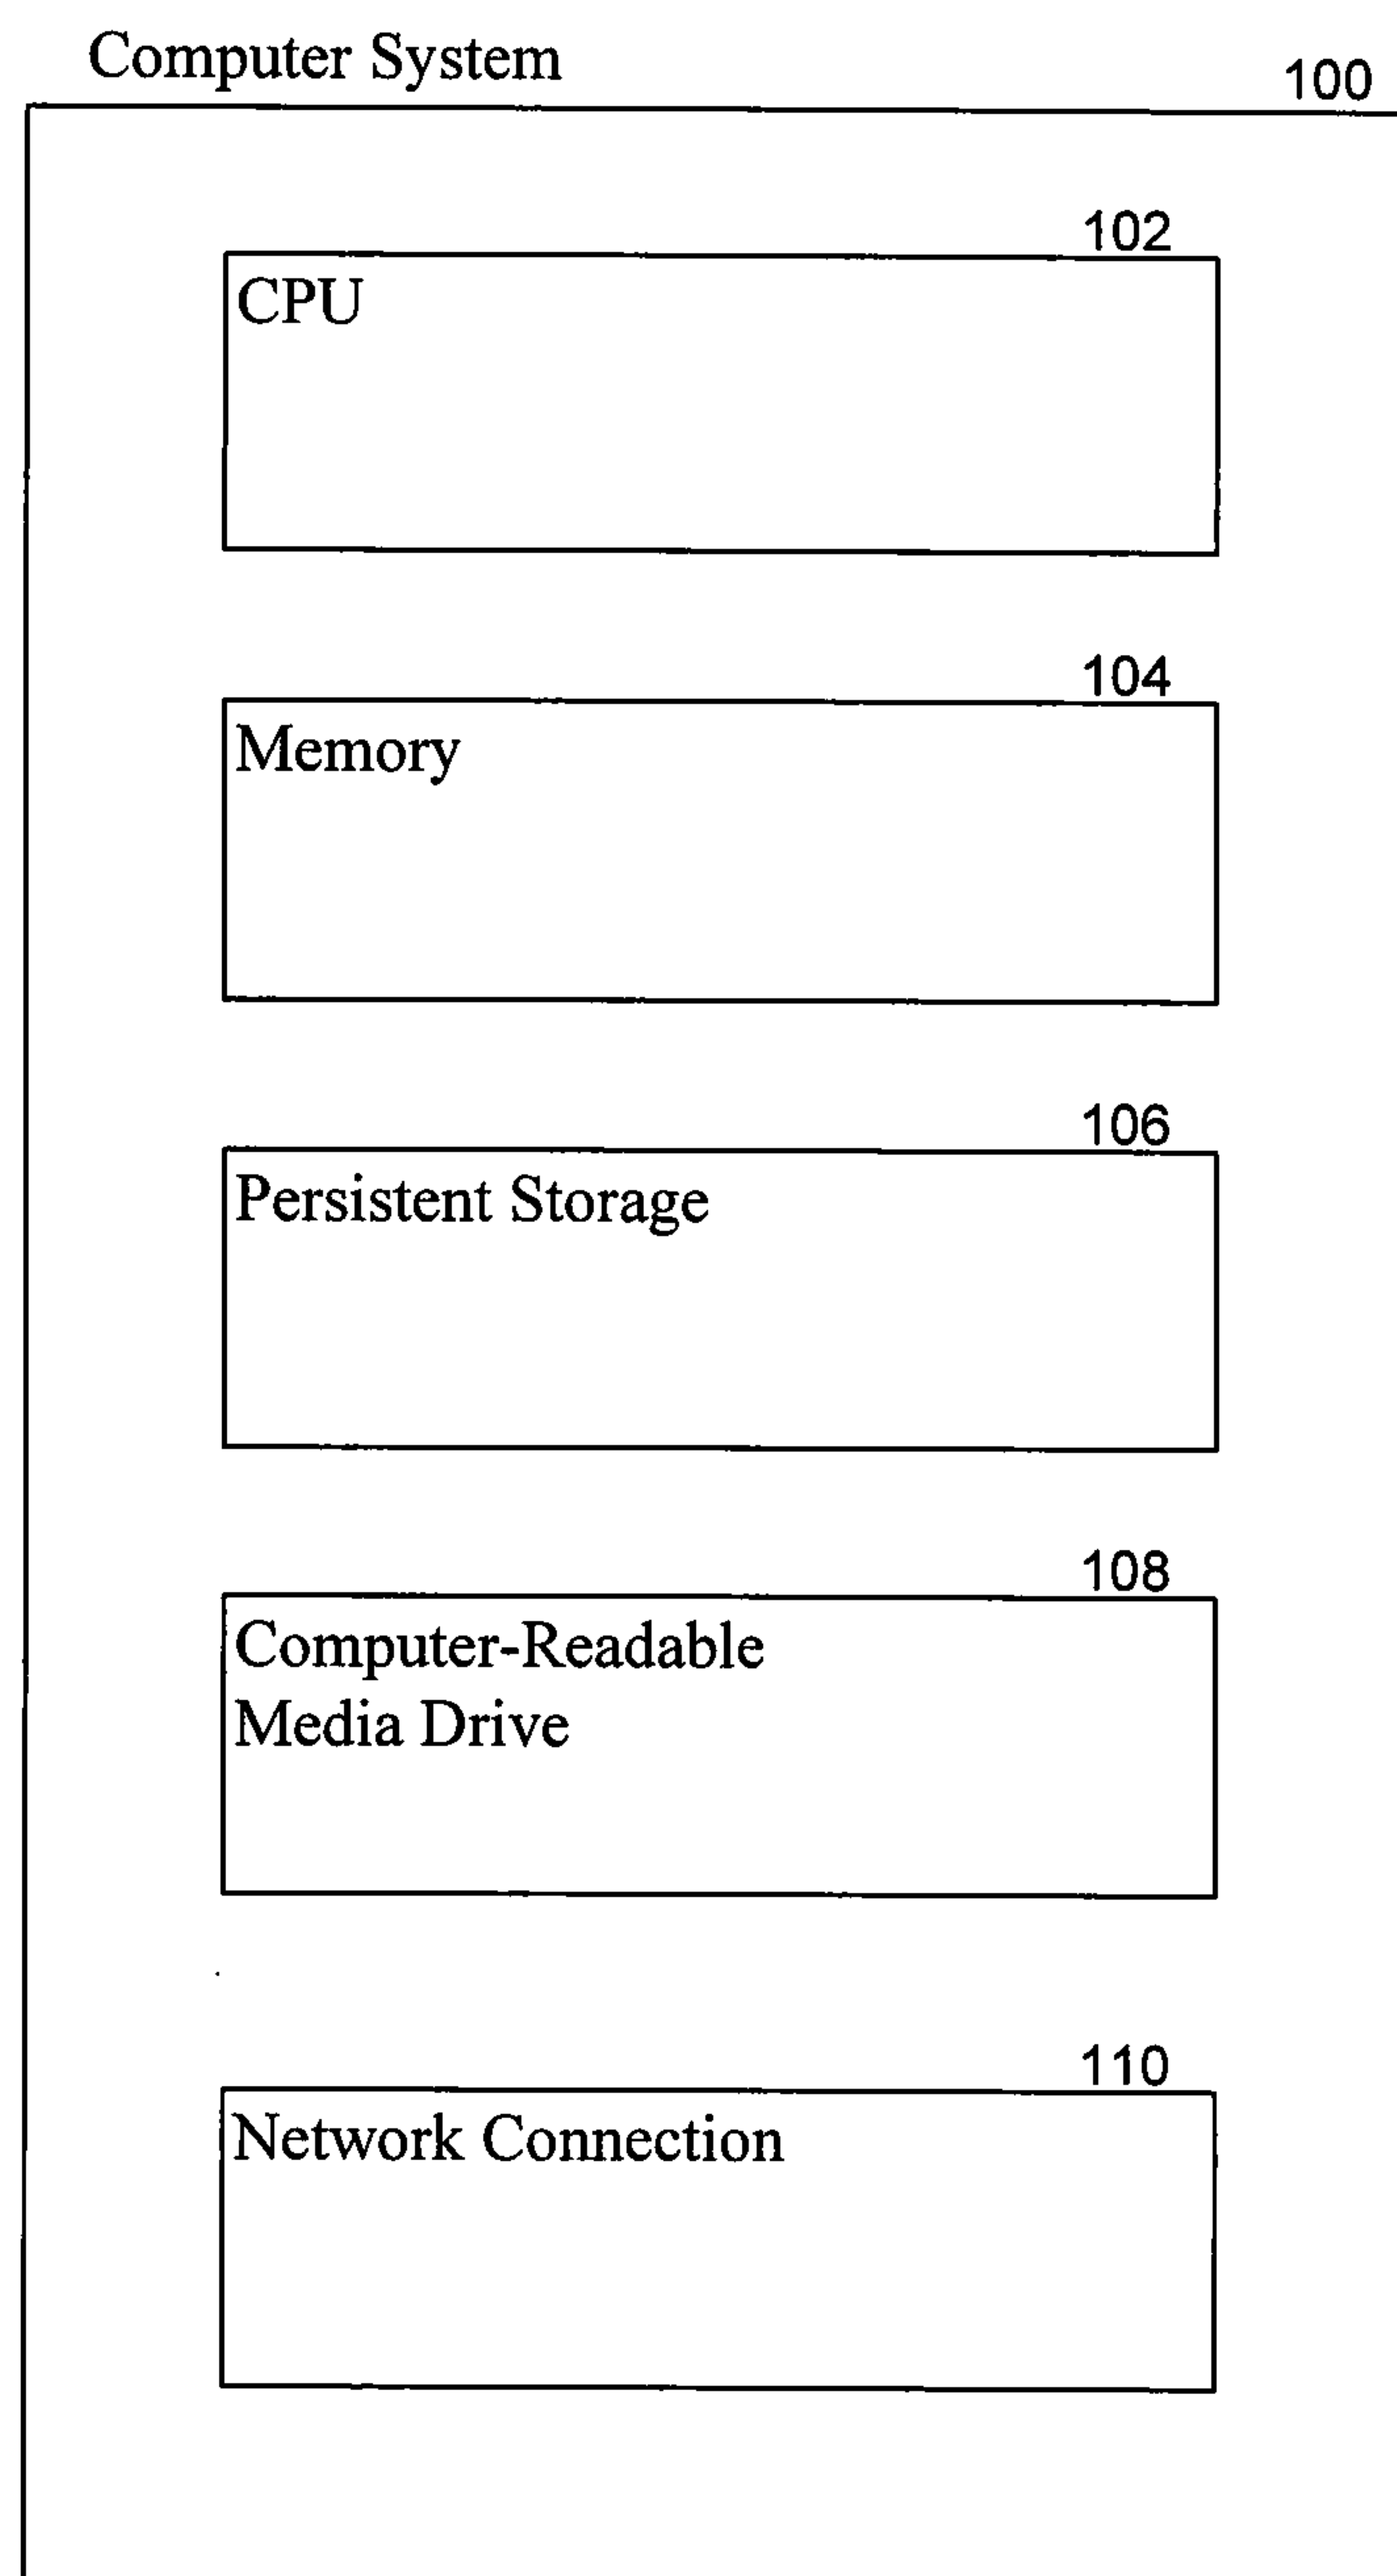 Computer System
100
102
CPU
104
Memory
106
Persistent Storage
108
Computer-Readable
Media Drive
110
Network Connection